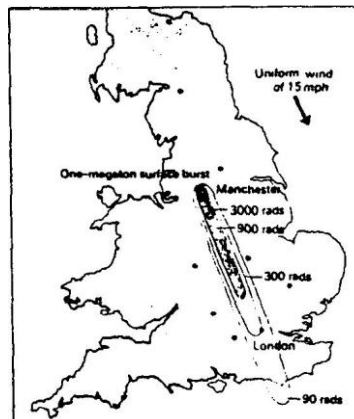 Uniform wind
of 15 mph
One-megaton surface burst
Manchester
3000 rads
900 rads
300 rads
London
90 rads